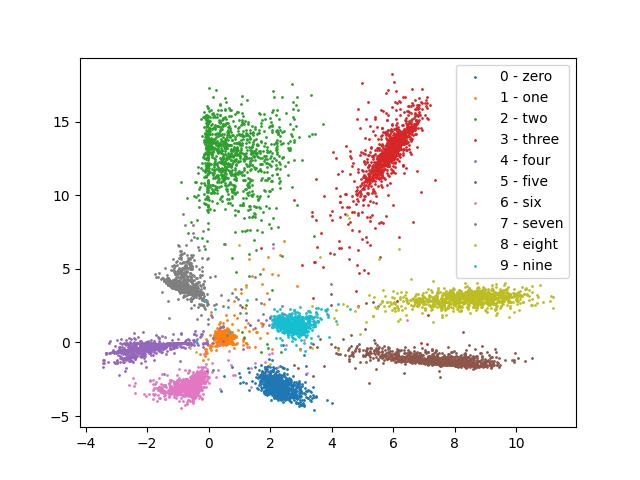 0 - zero
1 - one
2 - two
3 - three
4 - four
5 - five
6 - six
7 - seven
8 - eight
9 - nine
15
10
5
0
−5
−4
−2
0
2
4
6
8
10